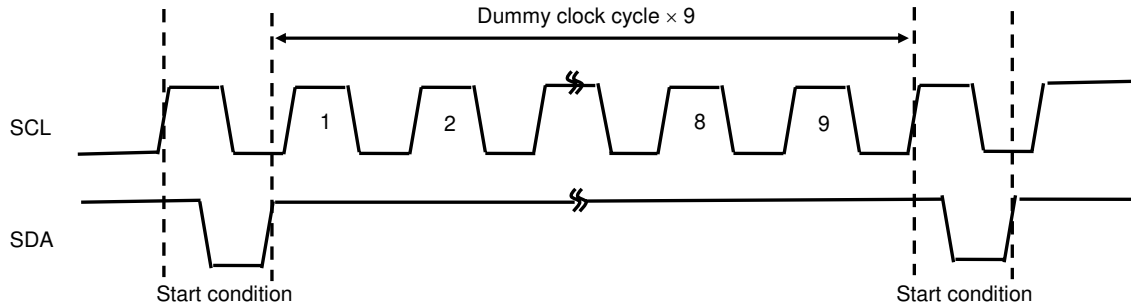 Dummy clock cycle × 9
SCL
1
2
8
9
SDA
Start condition
Start condition